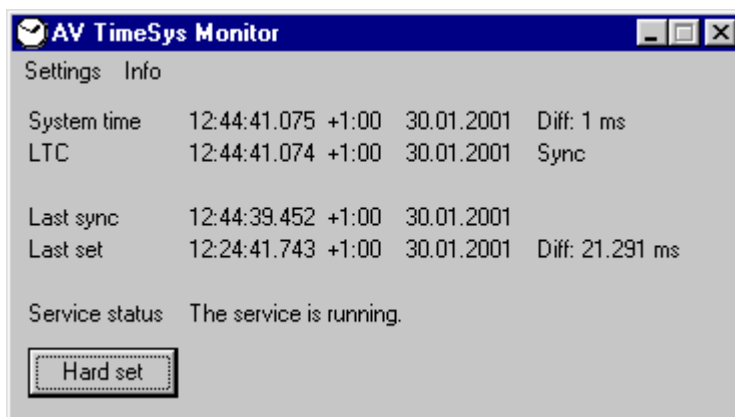 AV TimeSys Monitor
Settings Info
System time 12:44:41.075 +1:00 30.01.2001 Diff: 1 ms
LTC 12:44:41.074 +1:00 30.01.2001 Sync
Last sync 12:44:39.452 +1:00 30.01.2001
Last set 12:24:41.743 +1:00 30.01.2001 Diff: 21.291 ms
Service status The service is running.
Hard set